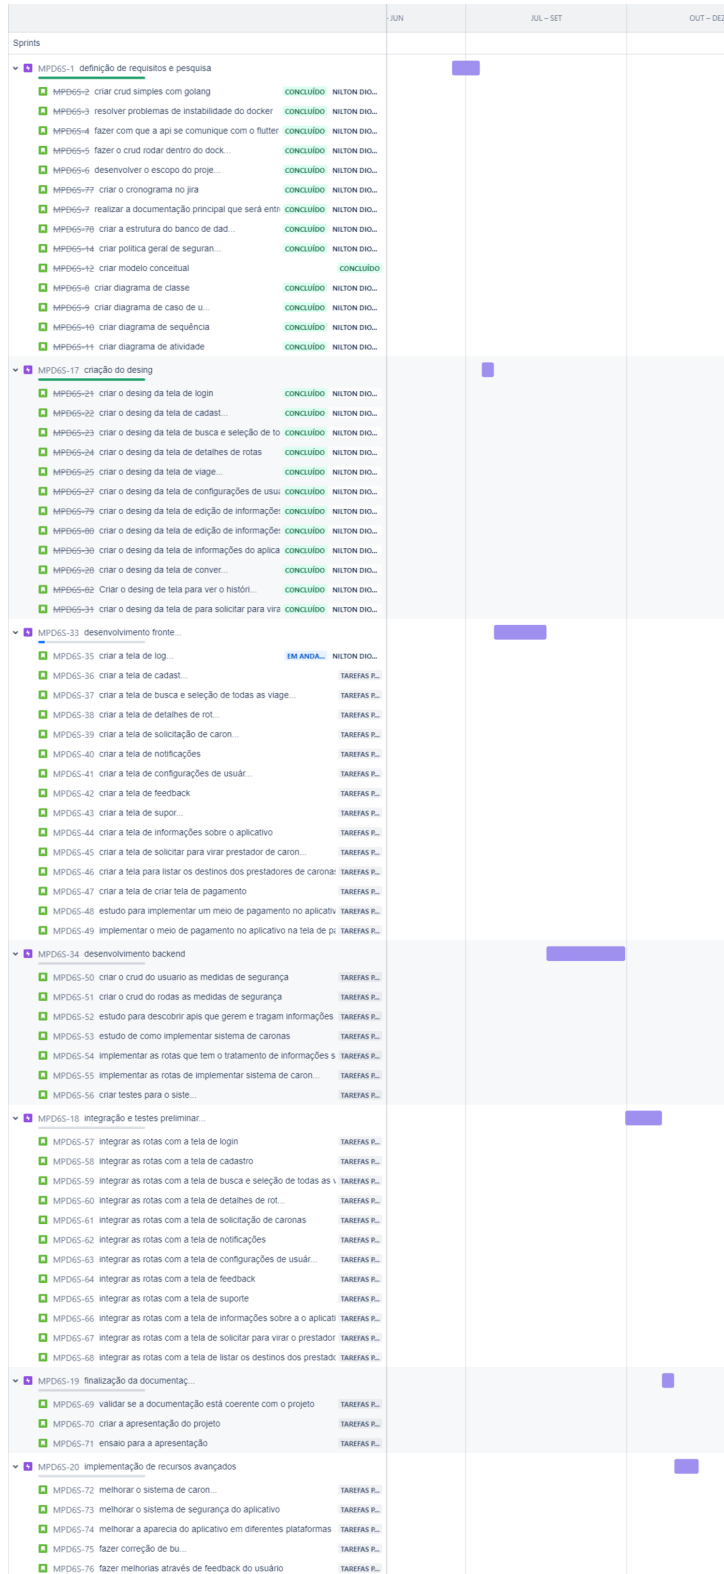 - JUN JUL – SET OUT – DEZ
Sprints
MPD6S-1 definição de requisitos e pesquisa
MPD6S-2 criar crud simples com golang CONCLUÍDO NILTON DIO...
MPD6S-3 resolver problemas de instabilidade do docker CONCLUÍDO NILTON DIO...
MPD6S-4 fazer com que a api se comunique com o flutter CONCLUÍDO NILTON DIO...
MPD6S-5 fazer o crud rodar dentro do dock... CONCLUÍDO NILTON DIO...
MPD6S-6 desenvolver o escopo do proje... CONCLUÍDO NILTON DIO...
MPD6S-77 criar o cronograma no jira CONCLUÍDO NILTON DIO...
MPD6S-7 realizar a documentação principal que será entr CONCLUÍDO NILTON DIO...
MPD6S-78 criar a estrutura do banco de dad... CONCLUÍDO NILTON DIO...
MPD6S-14 criar politica geral de seguran... CONCLUÍDO NILTON DIO...
MPD6S-12 criar modelo conceitual CONCLUÍDO
MPD6S-8 criar diagrama de classe CONCLUÍDO NILTON DIO...
MPD6S-9 criar diagrama de caso de u... CONCLUÍDO NILTON DIO...
MPD6S-10 criar diagrama de sequência CONCLUÍDO NILTON DIO...
MPD6S-11 criar diagrama de atividade CONCLUÍDO NILTON DIO...
MPD6S-17 criação do desing
MPD6S-21 criar o desing da tela de login CONCLUÍDO NILTON DIO...
MPD6S-22 criar o desing da tela de cadast... CONCLUÍDO NILTON DIO...
MPD6S-23 criar o desing da tela de busca e seleção de to CONCLUÍDO NILTON DIO...
MPD6S-24 criar o desing da tela de detalhes de rotas CONCLUÍDO NILTON DIO...
MPD6S-25 criar o desing da tela de viage... CONCLUÍDO NILTON DIO...
MPD6S-27 criar o desing da tela de configurações de usua CONCLUÍDO NILTON DIO...
MPD6S-79 criar o desing da tela de edição de informações CONCLUÍDO NILTON DIO...
MPD6S-80 criar o desing da tela de edição de informações CONCLUÍDO NILTON DIO...
MPD6S-30 criar o desing da tela de informações do aplica CONCLUÍDO NILTON DIO...
MPD6S-28 criar o desing da tela de conver... CONCLUÍDO NILTON DIO...
MPD6S-82 Criar o desing de tela para ver o históri... CONCLUÍDO NILTON DIO...
MPD6S-31 criar o desing da tela de para solicitar para vira CONCLUÍDO NILTON DIO...
MPD6S-33 desenvolvimento fronte...
MPD6S-35 criar a tela de log... EM ANDA... NILTON DIO...
MPD6S-36 criar a tela de cadast... TAREFAS P...
MPD6S-37 criar a tela de busca e seleção de todas as viage... TAREFAS P...
MPD6S-38 criar a tela de detalhes de rot... TAREFAS P...
MPD6S-39 criar a tela de solicitação de caron... TAREFAS P...
MPD6S-40 criar a tela de notificações TAREFAS P...
MPD6S-41 criar a tela de configurações de usuár... TAREFAS P...
MPD6S-42 criar a tela de feedback TAREFAS P...
MPD6S-43 criar a tela de supor... TAREFAS P...
MPD6S-44 criar a tela de informações sobre o aplicativo TAREFAS P...
MPD6S-45 criar a tela de solicitar para virar prestador de caron... TAREFAS P...
MPD6S-46 criar a tela para listar os destinos dos prestadores de caronas TAREFAS P...
MPD6S-47 criar a tela de criar tela de pagamento TAREFAS P...
MPD6S-48 estudo para implementar um meio de pagamento no aplicativ TAREFAS P...
MPD6S-49 implementar o meio de pagamento no aplicativo na tela de pa TAREFAS P...
MPD6S-34 desenvolvimento backend
MPD6S-50 criar o crud do usuario as medidas de segurança TAREFAS P...
MPD6S-51 criar o crud do rodas as medidas de segurança TAREFAS P...
MPD6S-52 estudo para descobrir apis que gerem e tragam informações TAREFAS P...
MPD6S-53 estudo de como implementar sistema de caronas TAREFAS P...
MPD6S-54 implementar as rotas que tem o tratamento de informações s TAREFAS P...
MPD6S-55 implementar as rotas de implementar sistema de caron... TAREFAS P...
MPD6S-56 criar testes para o siste... TAREFAS P...
MPD6S-18 integração e testes preliminar...
MPD6S-57 integrar as rotas com a tela de login TAREFAS P...
MPD6S-58 integrar as rotas com a tela de cadastro TAREFAS P...
MPD6S-59 integrar as rotas com a tela de busca e seleção de todas as v TAREFAS P...
MPD6S-60 integrar as rotas com a tela de detalhes de rot... TAREFAS P...
MPD6S-61 integrar as rotas com a tela de solicitação de caronas TAREFAS P...
MPD6S-62 integrar as rotas com a tela de notificações TAREFAS P...
MPD6S-63 integrar as rotas com a tela de configurações de usuár... TAREFAS P...
MPD6S-64 integrar as rotas com a tela de feedback TAREFAS P...
MPD6S-65 integrar as rotas com a tela de suporte TAREFAS P...
MPD6S-66 integrar as rotas com a tela de informações sobre a o aplicati TAREFAS P...
MPD6S-67 integrar as rotas com a tela de solicitar para virar o prestador TAREFAS P...
MPD6S-68 integrar as rotas com a tela de listar os destinos dos prestado TAREFAS P...
MPD6S-19 finalização da documentaç...
MPD6S-69 validar se a documentação está coerente com o projeto TAREFAS P...
MPD6S-70 criar a apresentação do projeto TAREFAS P...
MPD6S-71 ensaio para a apresentação TAREFAS P...
MPD6S-20 implementação de recursos avançados
MPD6S-72 melhorar o sistema de caron... TAREFAS P...
MPD6S-73 melhorar o sistema de segurança do aplicativo TAREFAS P...
MPD6S-74 melhorar a aparecia do aplicativo em diferentes plataformas TAREFAS P...
MPD6S-75 fazer correção de bu... TAREFAS P...
MPD6S-76 fazer melhorias através de feedback do usuário TAREFAS P...